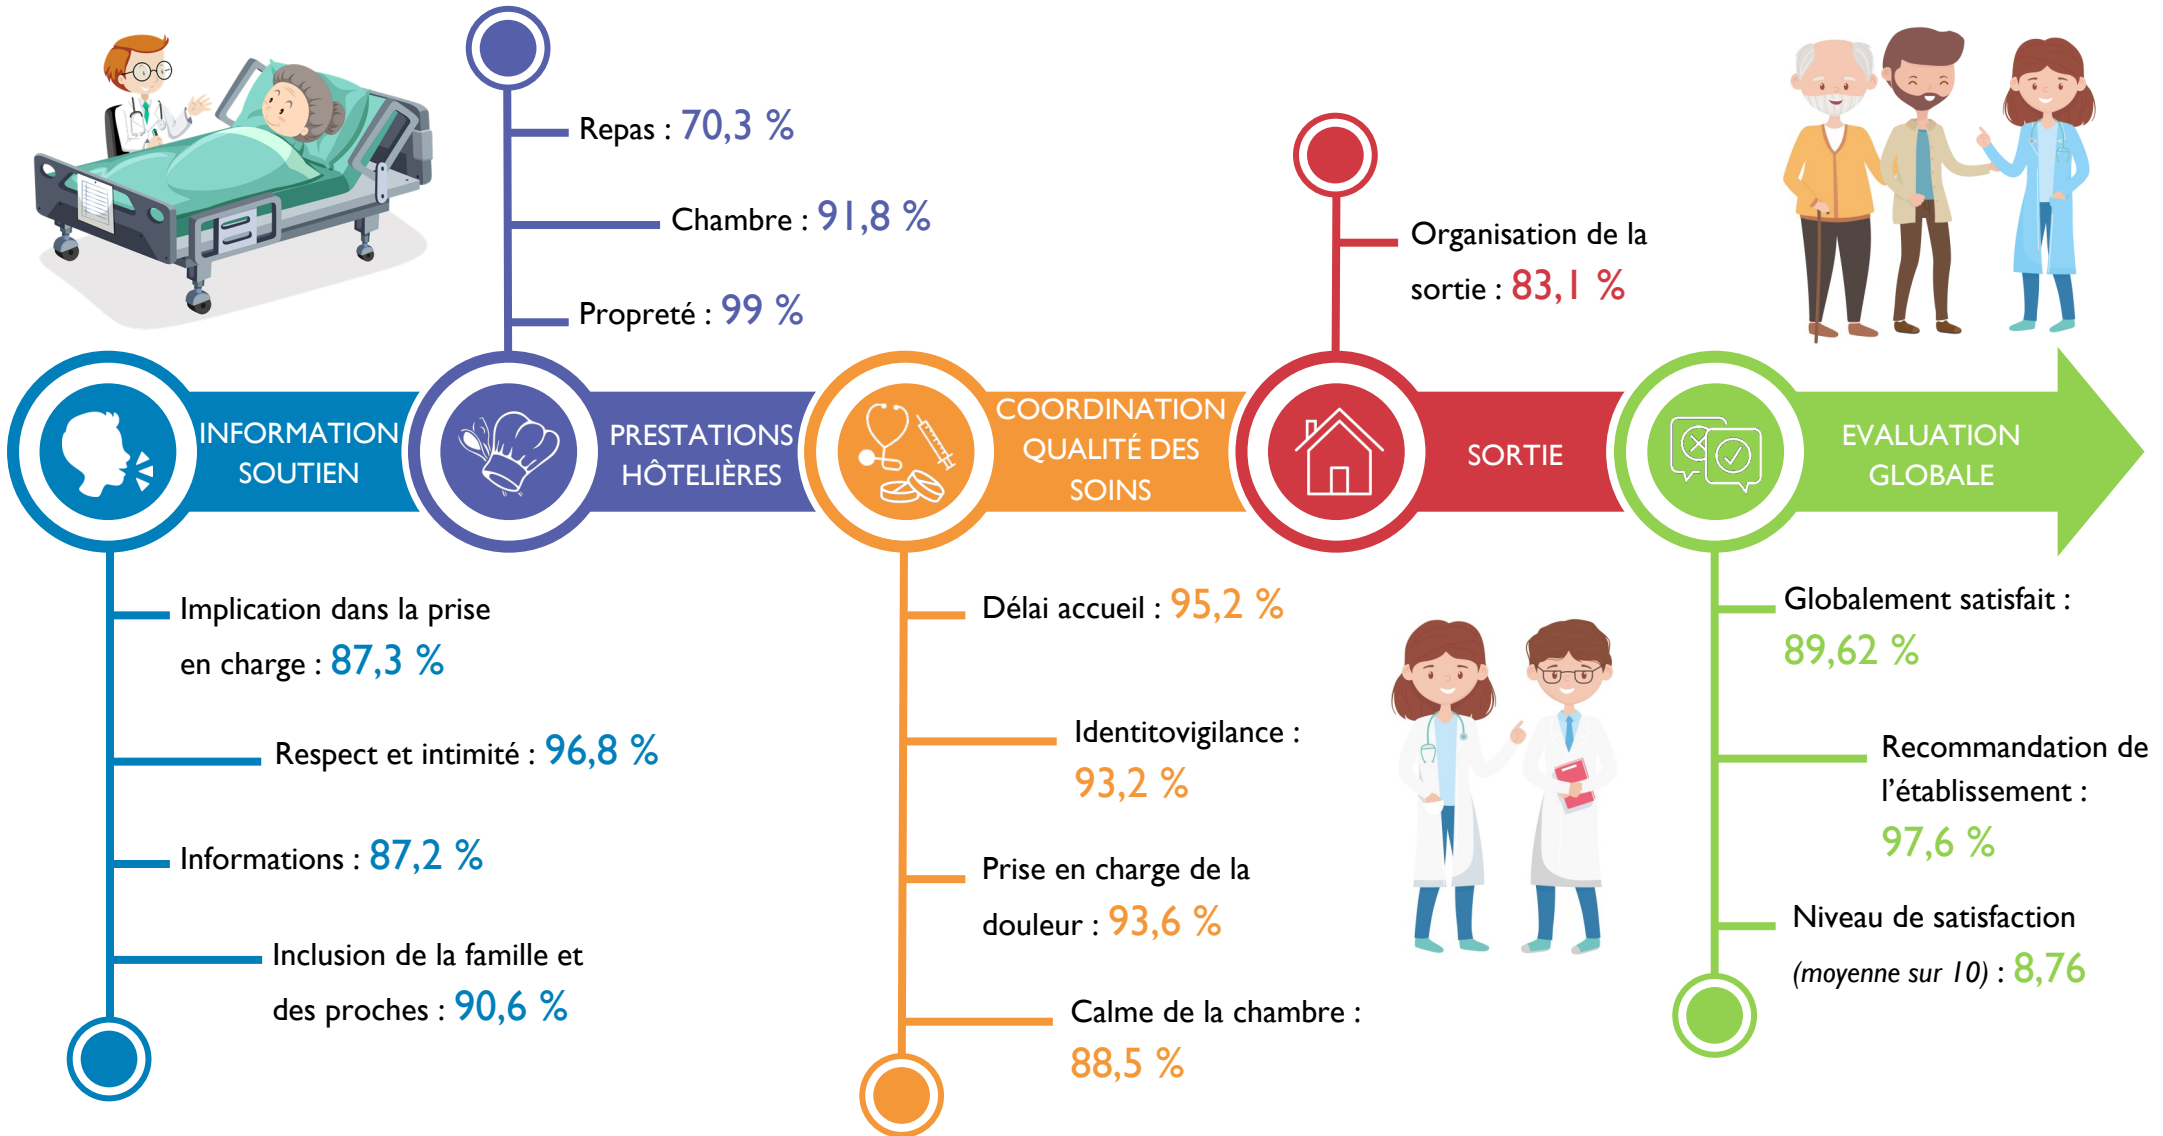 Repas : 70,3 %
Chambre : 91,8 %
Propreté : 99 %
Organisation de la
sortie : 83,1 %
INFORMATION
SOUTIEN
PRESTATIONS
HÔTELIÈRES
COORDINATION
QUALITÉ DES
SOINS
SORTIE
EVALUATION
GLOBALE
Implication dans la prise
en charge : 87,3 %
Respect et intimité : 96,8 %
Informations : 87,2 %
Inclusion de la famille et
des proches : 90,6 %
Délai accueil : 95,2 %
Identitovigilance :
93,2 %
Prise en charge de la
douleur : 93,6 %
Calme de la chambre :
88,5 %
Globalement satisfait :
89,62 %
Recommandation de
l'établissement :
97,6 %
Niveau de satisfaction
(moyenne sur 10) : 8,76